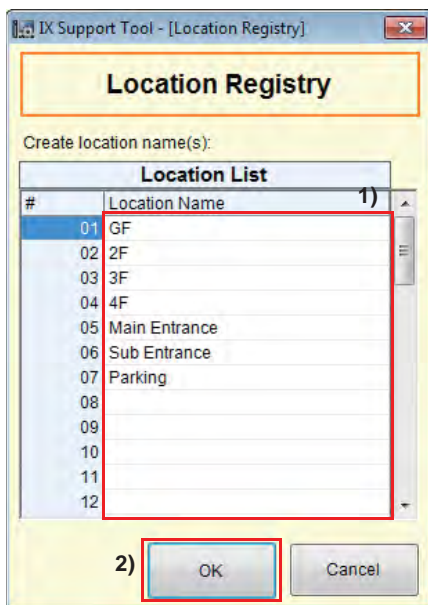 IX Support Tool - [Location Registry]
Location Registry
Create location name(s):
Location List
# Location Name 1)
01 GF
02 2F
03 3F
04 4F
05 Main Entrance
06 Sub Entrance
07 Parking
08
09
10
11
12
2) OK Cancel